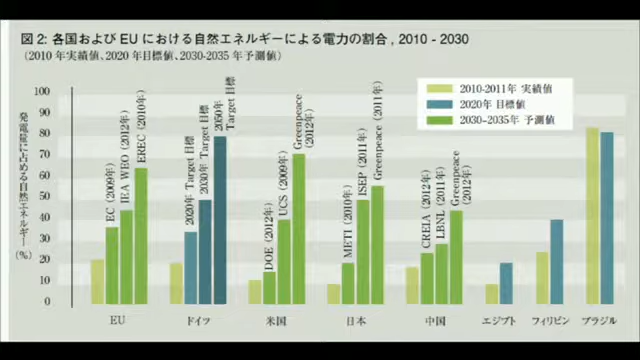 図2: 各国および EU における自然エネルギーによる電力の割合 , 2010 - 2030
（2010 年実績値、2020 年目標値、2030-2035 年予測値）
発電量に占める自然エネルギー（%）
100
90
80
70
60
50
40
30
20
10
0
2010-2011年 実績値
2020年 目標値
2030-2035年 予測値
EC (2009年)
IEA WEO (2012年)
EREC (2010年)
2020年 Target 目標
2030年 Target 目標
2050年 Target 目標
DOE (2012年)
UCS (2009年)
Greenpeace (2012年)
METI (2010年)
ISEP (2011年)
Greenpeace (2011年)
CREIA (2012年)
LBNL (2011年)
Greenpeace (2012年)
EU
ドイツ
米国
日本
中国
エジプト
フィリピン
ブラジル